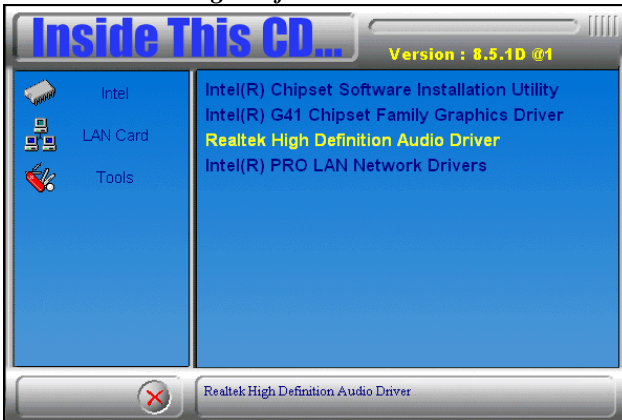 Inside This CD...
Version : 8.5.1D @1
Intel
LAN Card
Tools
Intel(R) Chipset Software Installation Utility
Intel(R) G41 Chipset Family Graphics Driver
Realtek High Definition Audio Driver
Intel(R) PRO LAN Network Drivers
Realtek High Definition Audio Driver